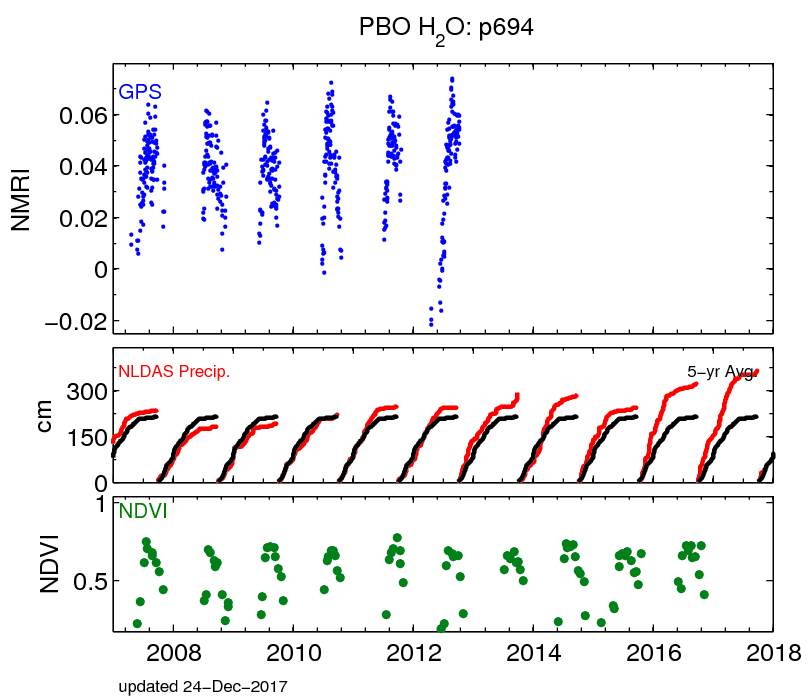 PBO H2O: p694
GPS
NMRI
0.06
0.04
0.02
0
−0.02
NLDAS Precip.
5−yr Avg.
cm
300
150
0
NDVI
NDVI
1
0.5
2008 2010 2012 2014 2016 2018
updated 24−Dec−2017